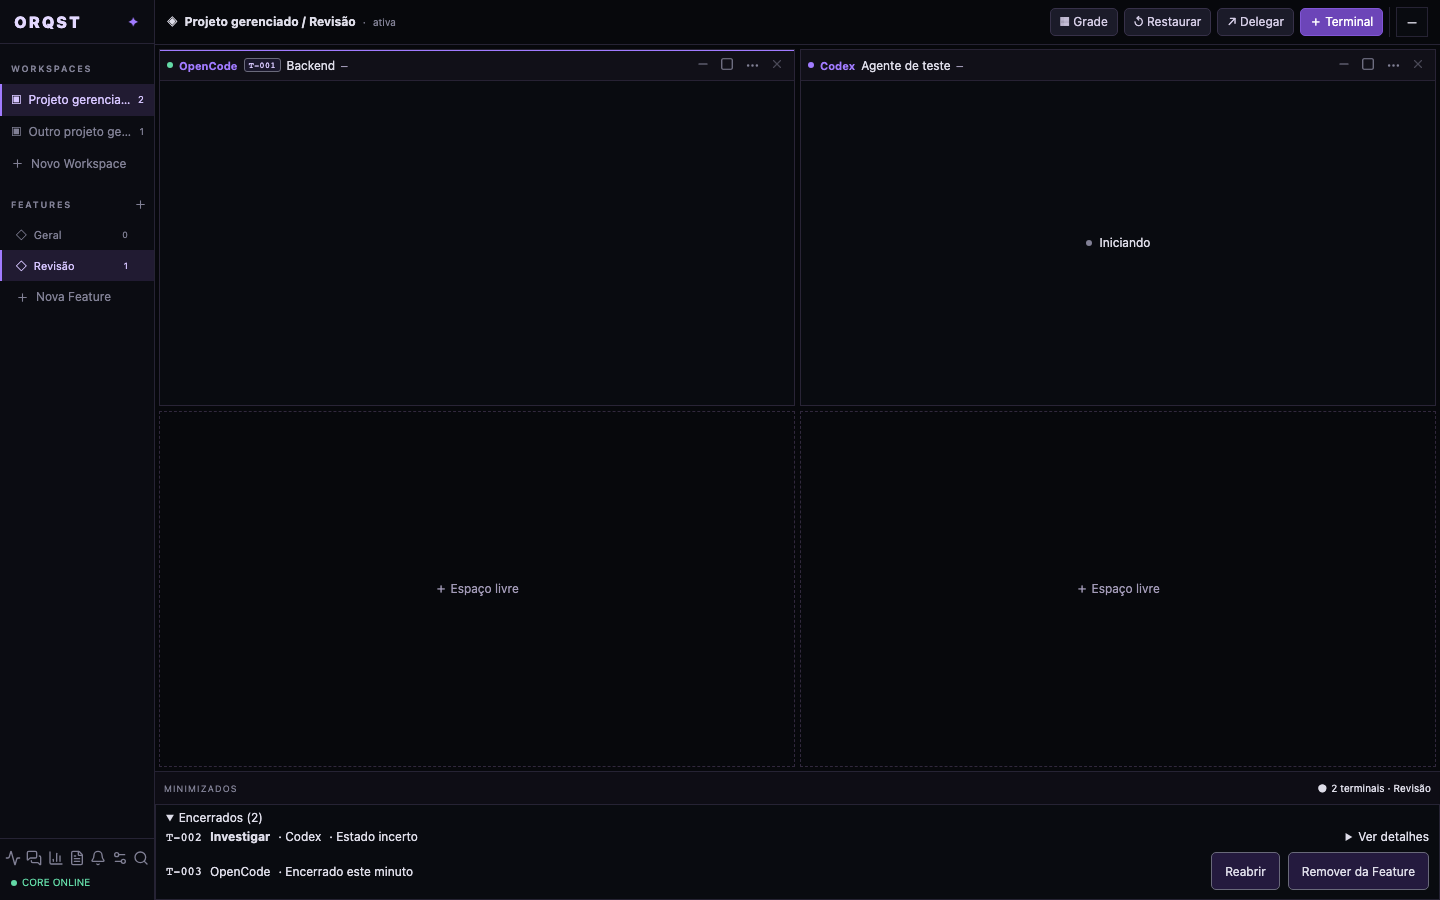 ORQST
Projeto gerenciado / Revisão · ativa
Grade
Restaurar
Delegar
+ Terminal
WORKSPACES
Projeto gerencia... 2
Outro projeto ge... 1
+ Novo Workspace
FEATURES +
Geral 0
Revisão 1
+ Nova Feature
OpenCode T-001 Backend —
Codex Agente de teste —
Iniciando
+ Espaço livre
+ Espaço livre
MINIMIZADOS
2 terminais · Revisão
Encerrados (2)
T-002 Investigar · Codex · Estado incerto
Ver detalhes
T-003 OpenCode · Encerrado este minuto
Reabrir
Remover da Feature
CORE ONLINE